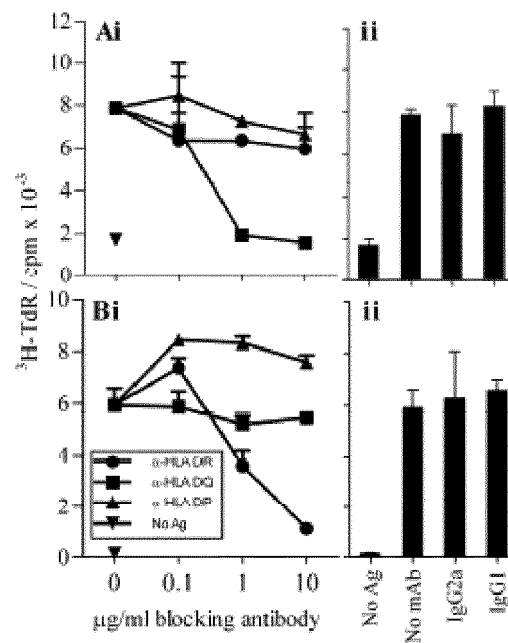 Ai
ii
12
10
8
6
4
2
0
³H-TdR / cpm x 10⁻³
Bi
ii
10
8
6
4
2
0
α-HLA DR
α-HLA DQ
α-HLA DP
No Ag
0
0.1
1
10
μg/ml blocking antibody
No Ag
No mAb
IgG2a
IgG1